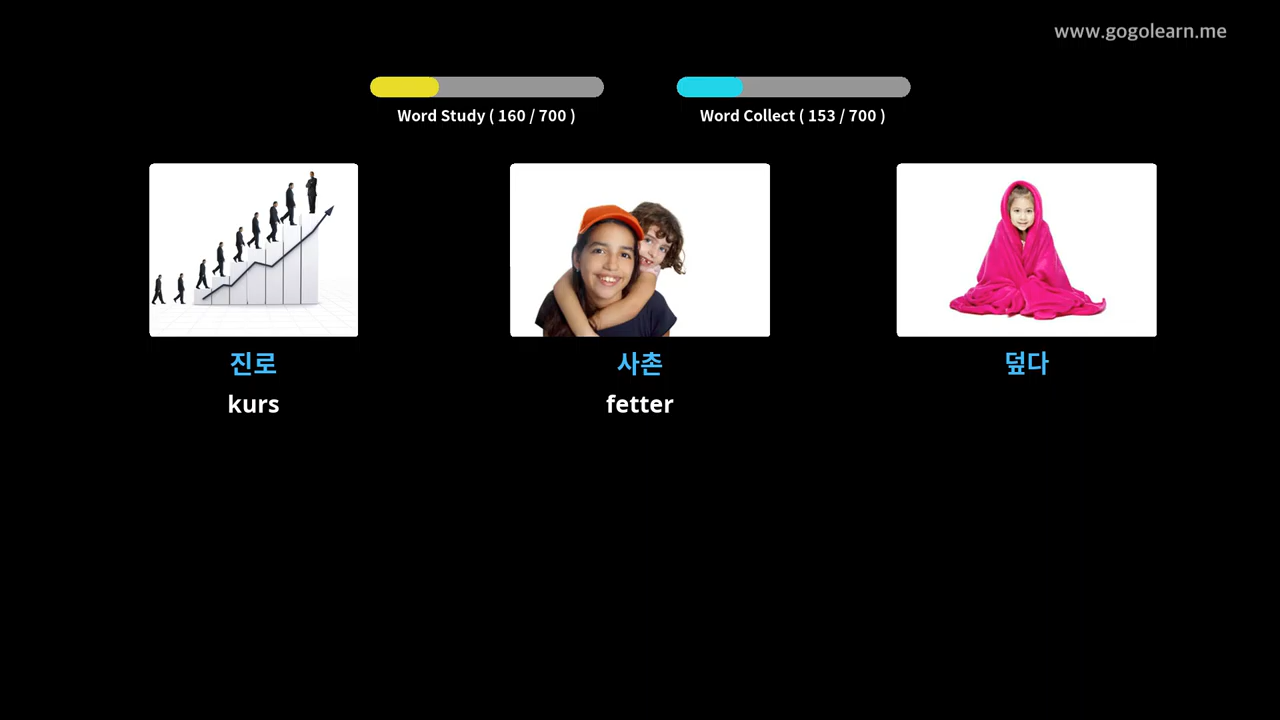 www.gogolearn.me
Word Study ( 160 / 700 )
Word Collect ( 153 / 700 )
진로
kurs
사촌
fetter
덮다